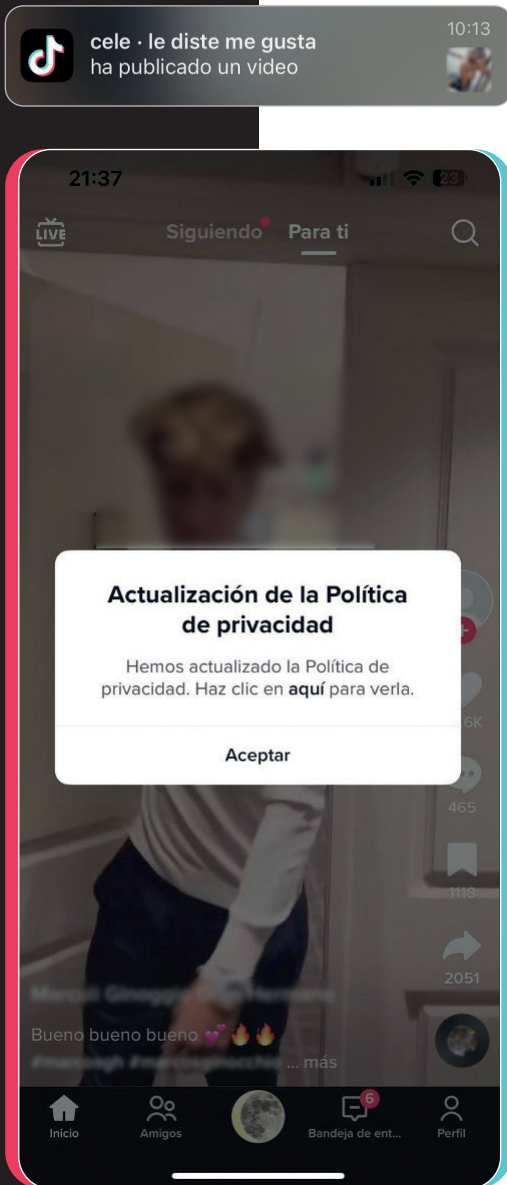 cele · le diste me gusta
10:13
ha publicado un video
21:37
23
LIVE
Siguiendo
Para ti
Actualización de la Política
de privacidad
Hemos actualizado la Política de
privacidad. Haz clic en aquí para verla.
Aceptar
6K
465
1118
2051
Bueno bueno bueno 💕🔥🔥
... más
6
Inicio
Amigos
Bandeja de ent...
Perfil